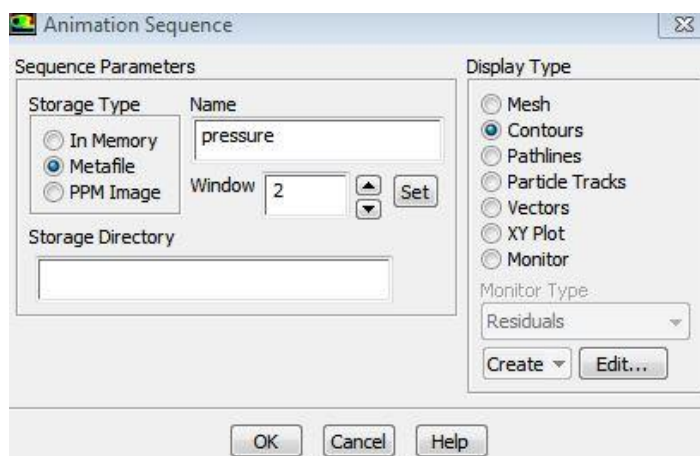 Animation Sequence
Sequence Parameters
Storage Type
In Memory
Metafile
PPM Image
Name
pressure
Window 2 Set
Storage Directory
Display Type
Mesh
Contours
Pathlines
Particle Tracks
Vectors
XY Plot
Monitor
Monitor Type
Residuals
Create Edit...
OK Cancel Help